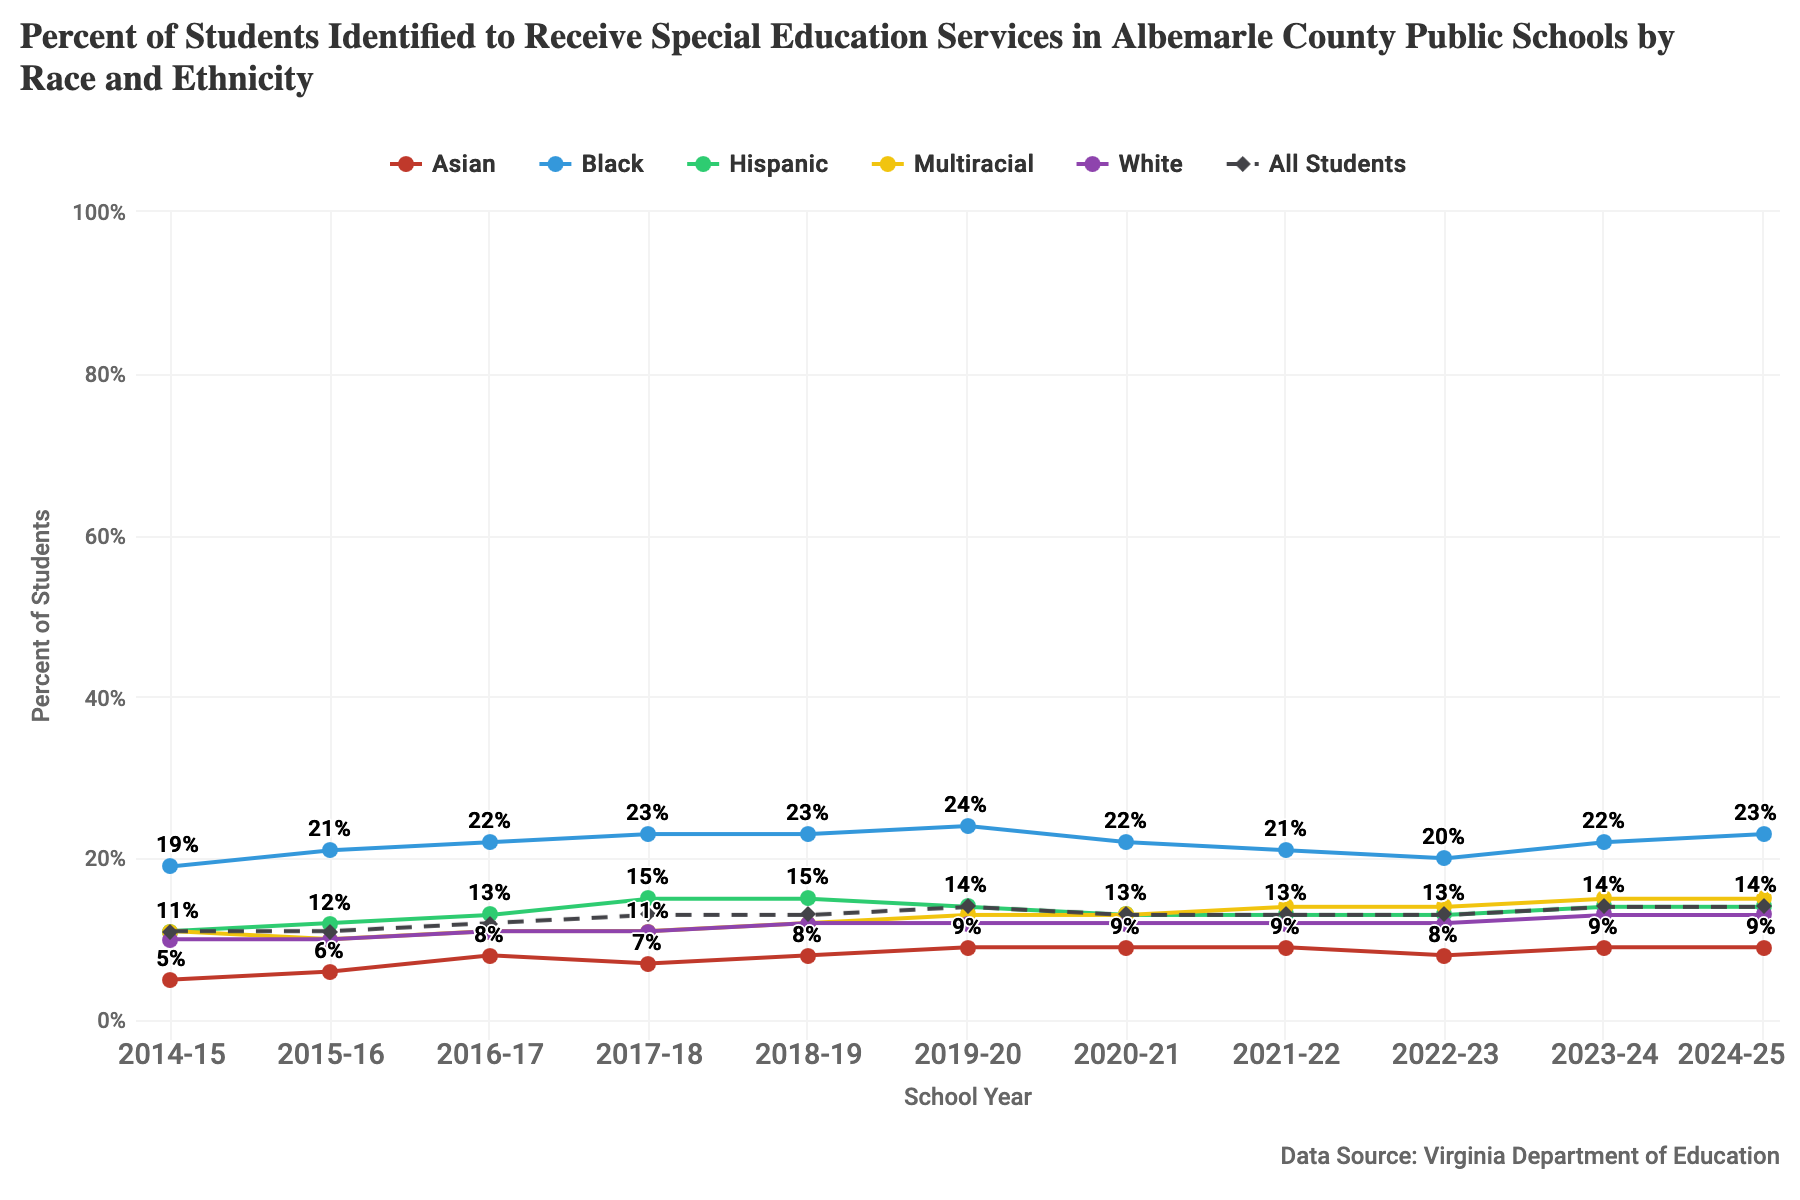 Percent of Students Identified to Receive Special Education Services in Albemarle County Public Schools by
Race and Ethnicity
Asian Black Hispanic Multiracial White All Students
100%
80%
60%
40%
20%
0%
Percent of Students
19% 21% 22% 23% 23% 24% 22% 21% 20% 22% 23%
11% 12% 13% 15% 15% 14% 13% 13% 13% 14% 14%
11%
5% 6% 8% 7% 8% 9% 9% 9% 8% 9% 9%
2014-15 2015-16 2016-17 2017-18 2018-19 2019-20 2020-21 2021-22 2022-23 2023-24 2024-25
School Year
Data Source: Virginia Department of Education